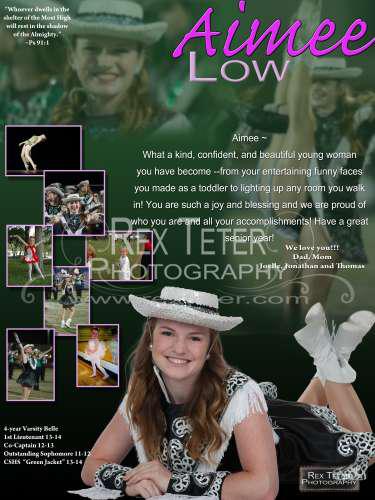 "Whoever dwells in the
shelter of the Most High
will rest in the shadow
of the Almighty."
~Ps 91:1
Aimee
Low
Aimee ~
What a kind, confident, and beautiful young woman
you have become --from your entertaining funny faces
you made as a toddler to lighting up any room you walk
in! You are such a joy and blessing and we are proud of
who you are and all your accomplishments! Have a great
senior year!
We love you!!!
Dad, Mom
Joelle, Jonathan and Thomas
Rex Teter
Photography
www.rexteter.com
4-year Varsity Belle
1st Lieutenant 13-14
Co-Captain 12-13
Outstanding Sophomore 11-12
CSHS "Green Jacket" 13-14
Rex Teter
Photography